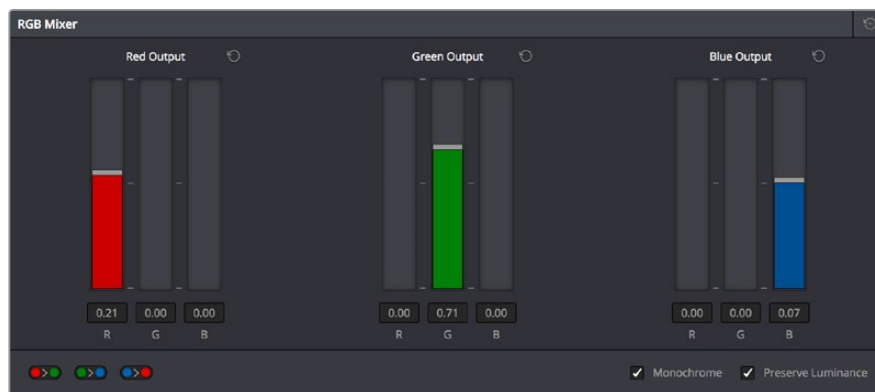 RGB Mixer
Red Output
Green Output
Blue Output
0.21 0.00 0.00
R G B
0.00 0.71 0.00
R G B
0.00 0.00 0.07
R G B
Monochrome
Preserve Luminance